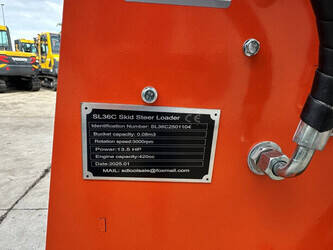 SL36C Skid Steer Loader CE
Identification Number: SL36C2501104
Bucket capacity: 0.08m3
Rotation speed:3000rpm
Power:13.5 HP
Engine capacity:420cc
Date:2025.01
MAIL: sdtoolsale@foxmail.com